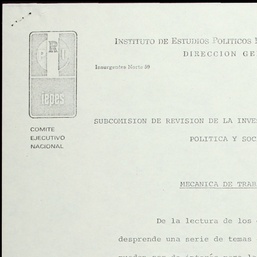 INSTITUTO DE ESTUDIOS POLITICOS
DIRECCION GE
Insurgentes Norte 59
iepes
COMITE
EJECUTIVO
NACIONAL
SUBCOMISION DE REVISION DE LA INVE
POLITICA Y SOC
MECANICA DE TRAB
De la lectura de los
desprende una serie de temas